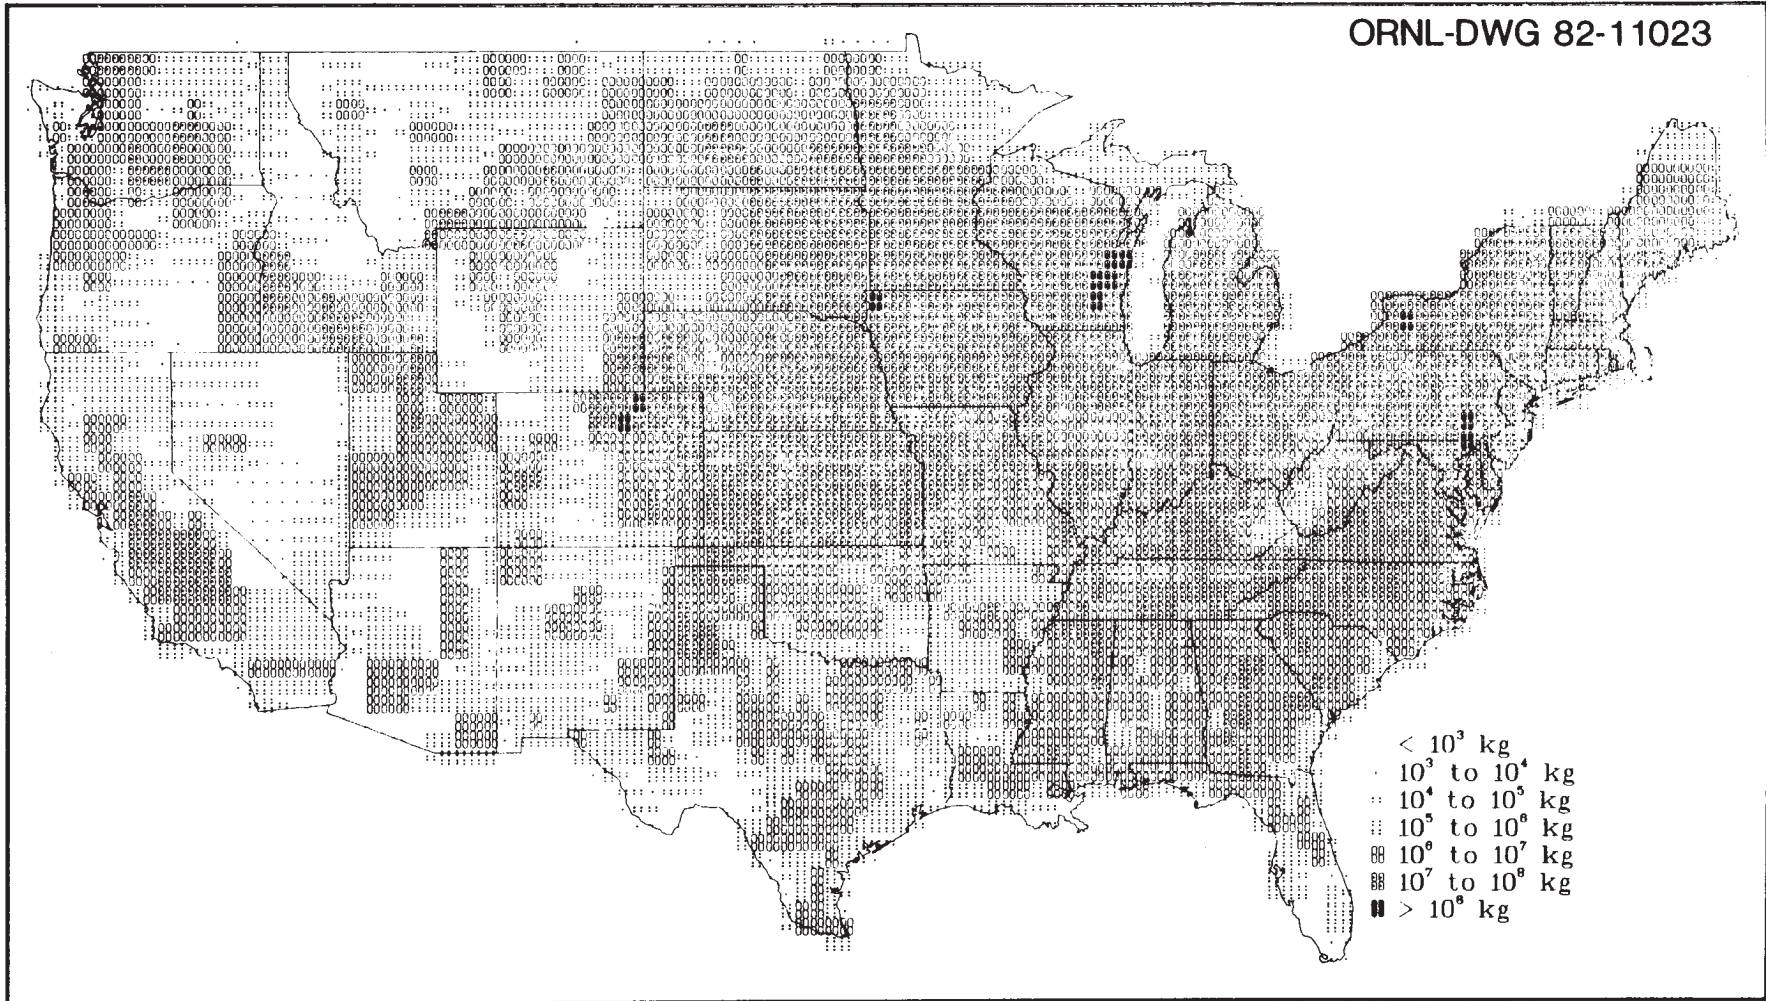 ORNL-DWG 82-11023
< 10³ kg
· 10³ to 10⁴ kg
:: 10⁴ to 10⁵ kg
10⁵ to 10⁶ kg
10⁶ to 10⁷ kg
10⁷ to 10⁸ kg
> 10⁸ kg